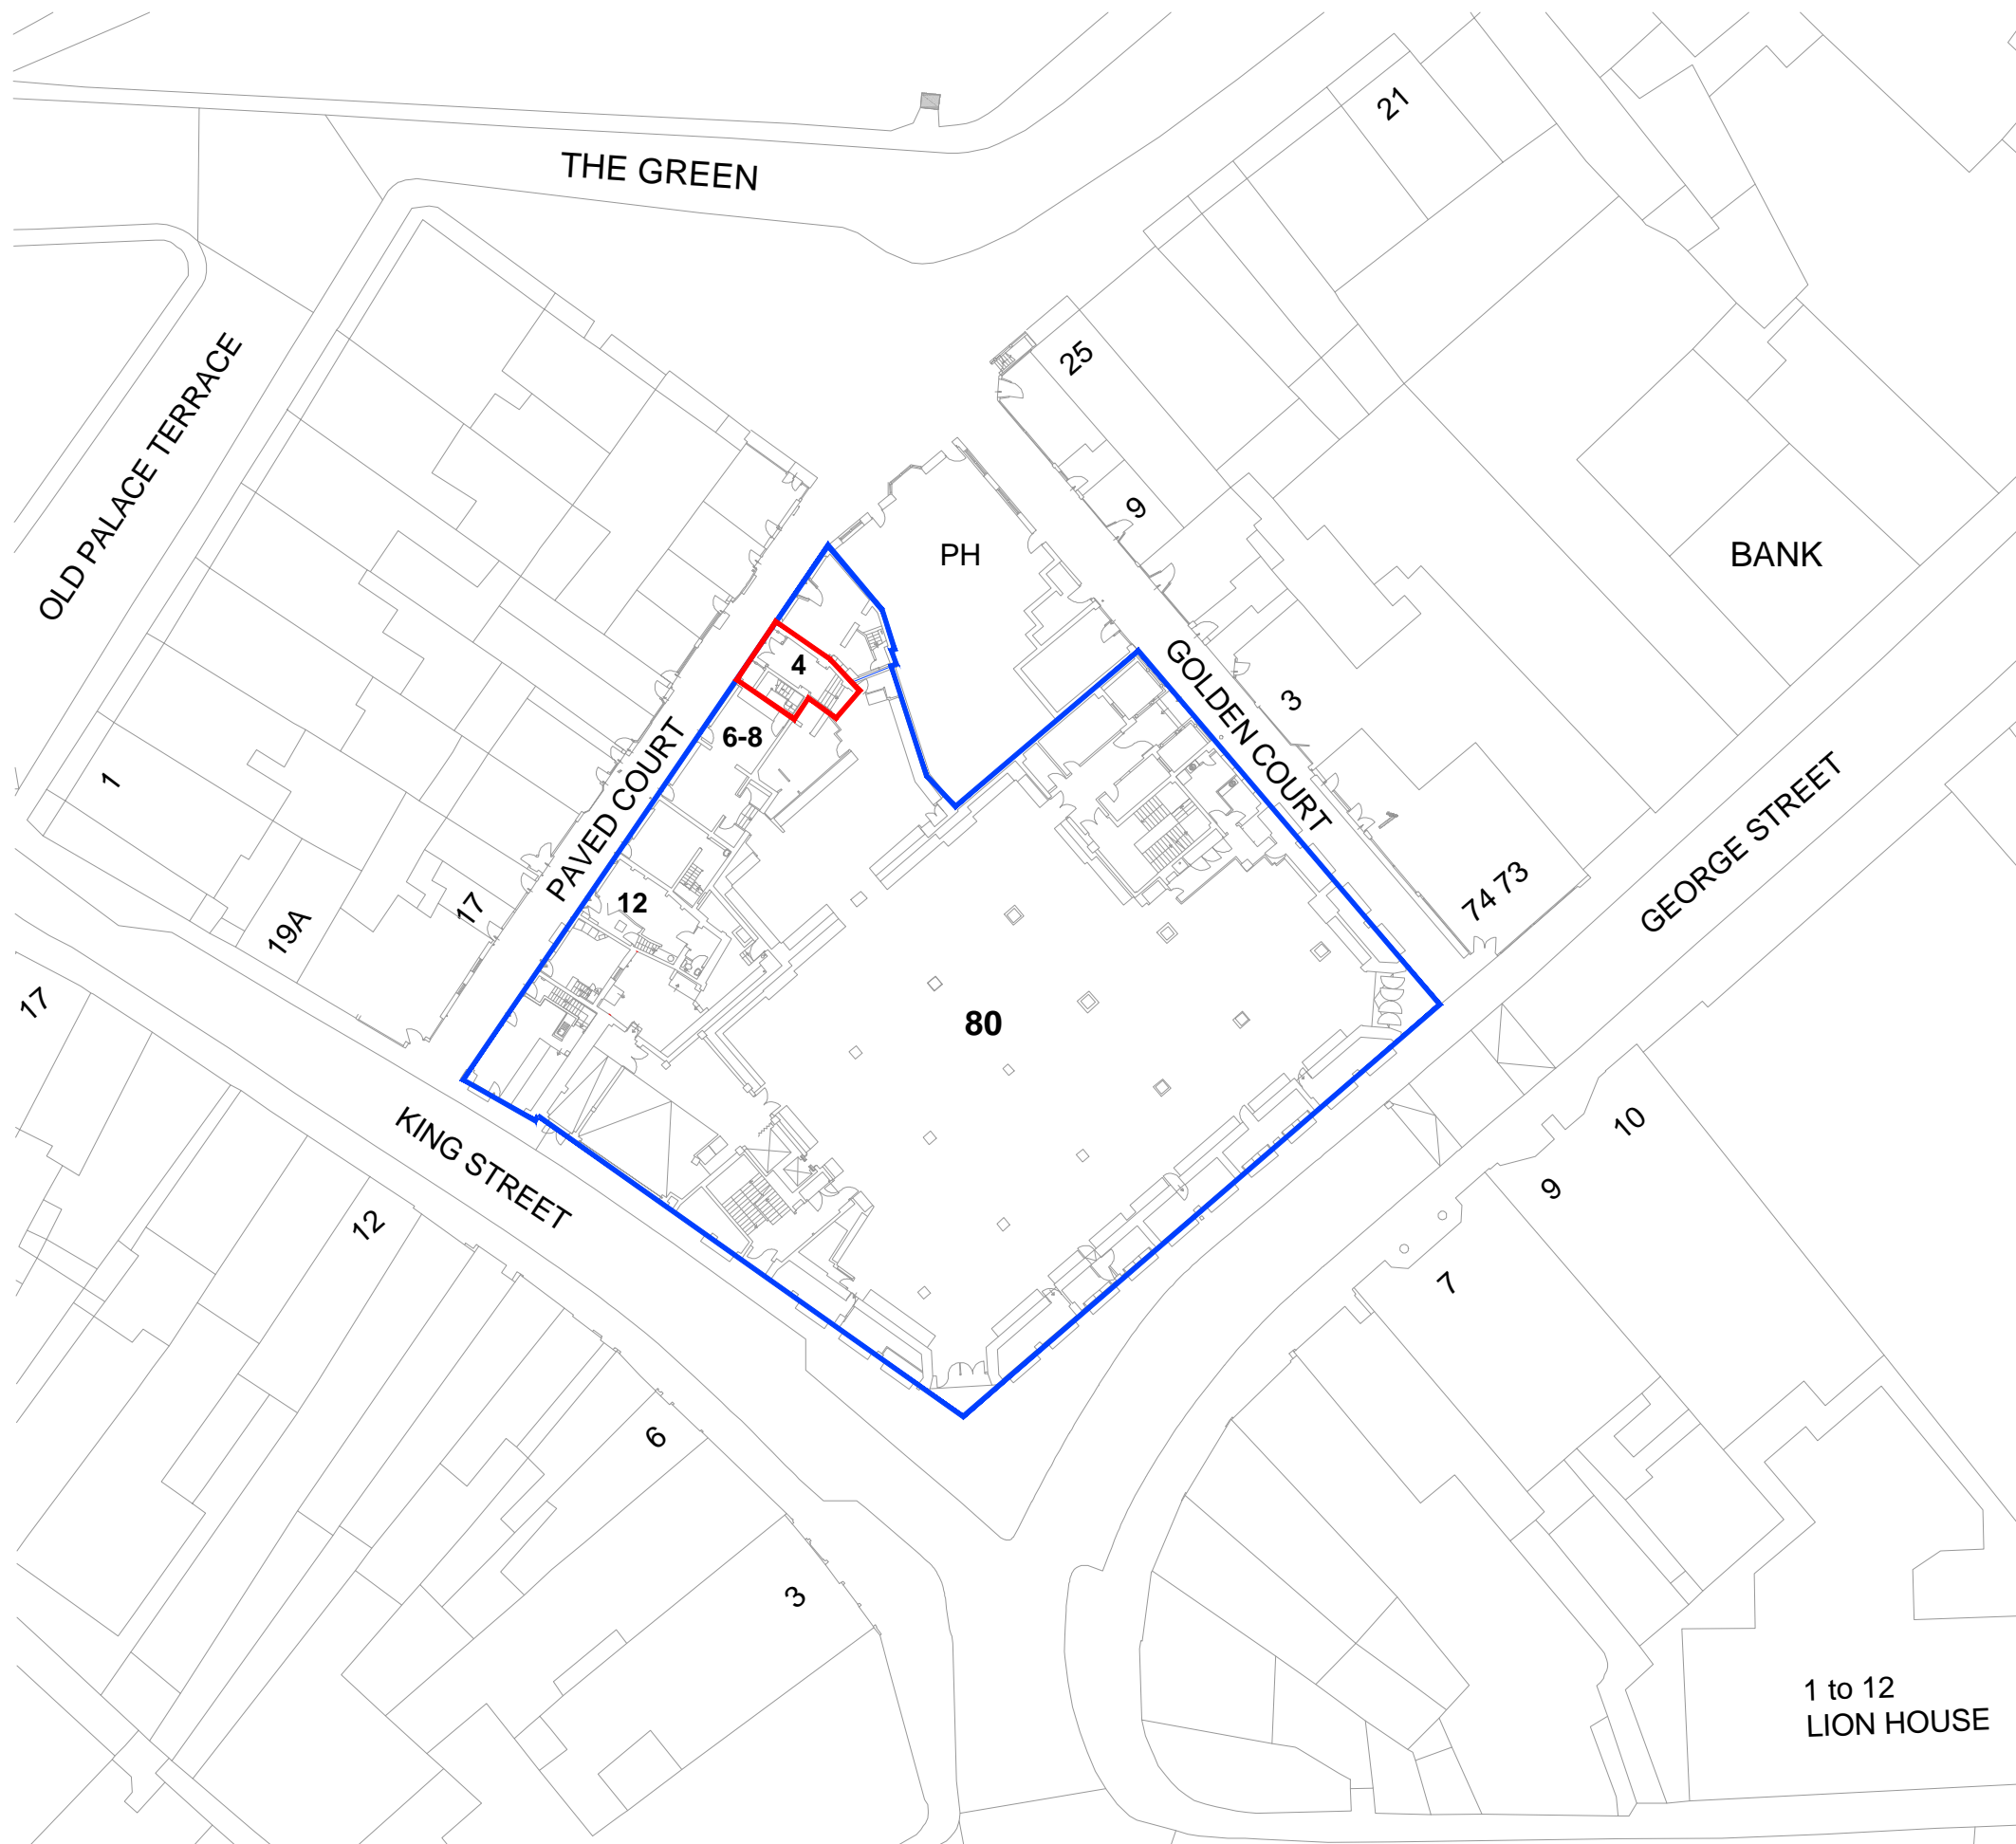 THE GREEN
21
25
OLD PALACE TERRACE
9
PH
BANK
4
GOLDEN COURT
3
6-8
1
PAVED COURT
1
GEORGE STREET
74 73
12
17
19A
17
80
KING STREET
10
9
12
7
6
3
1 to 12
LION HOUSE